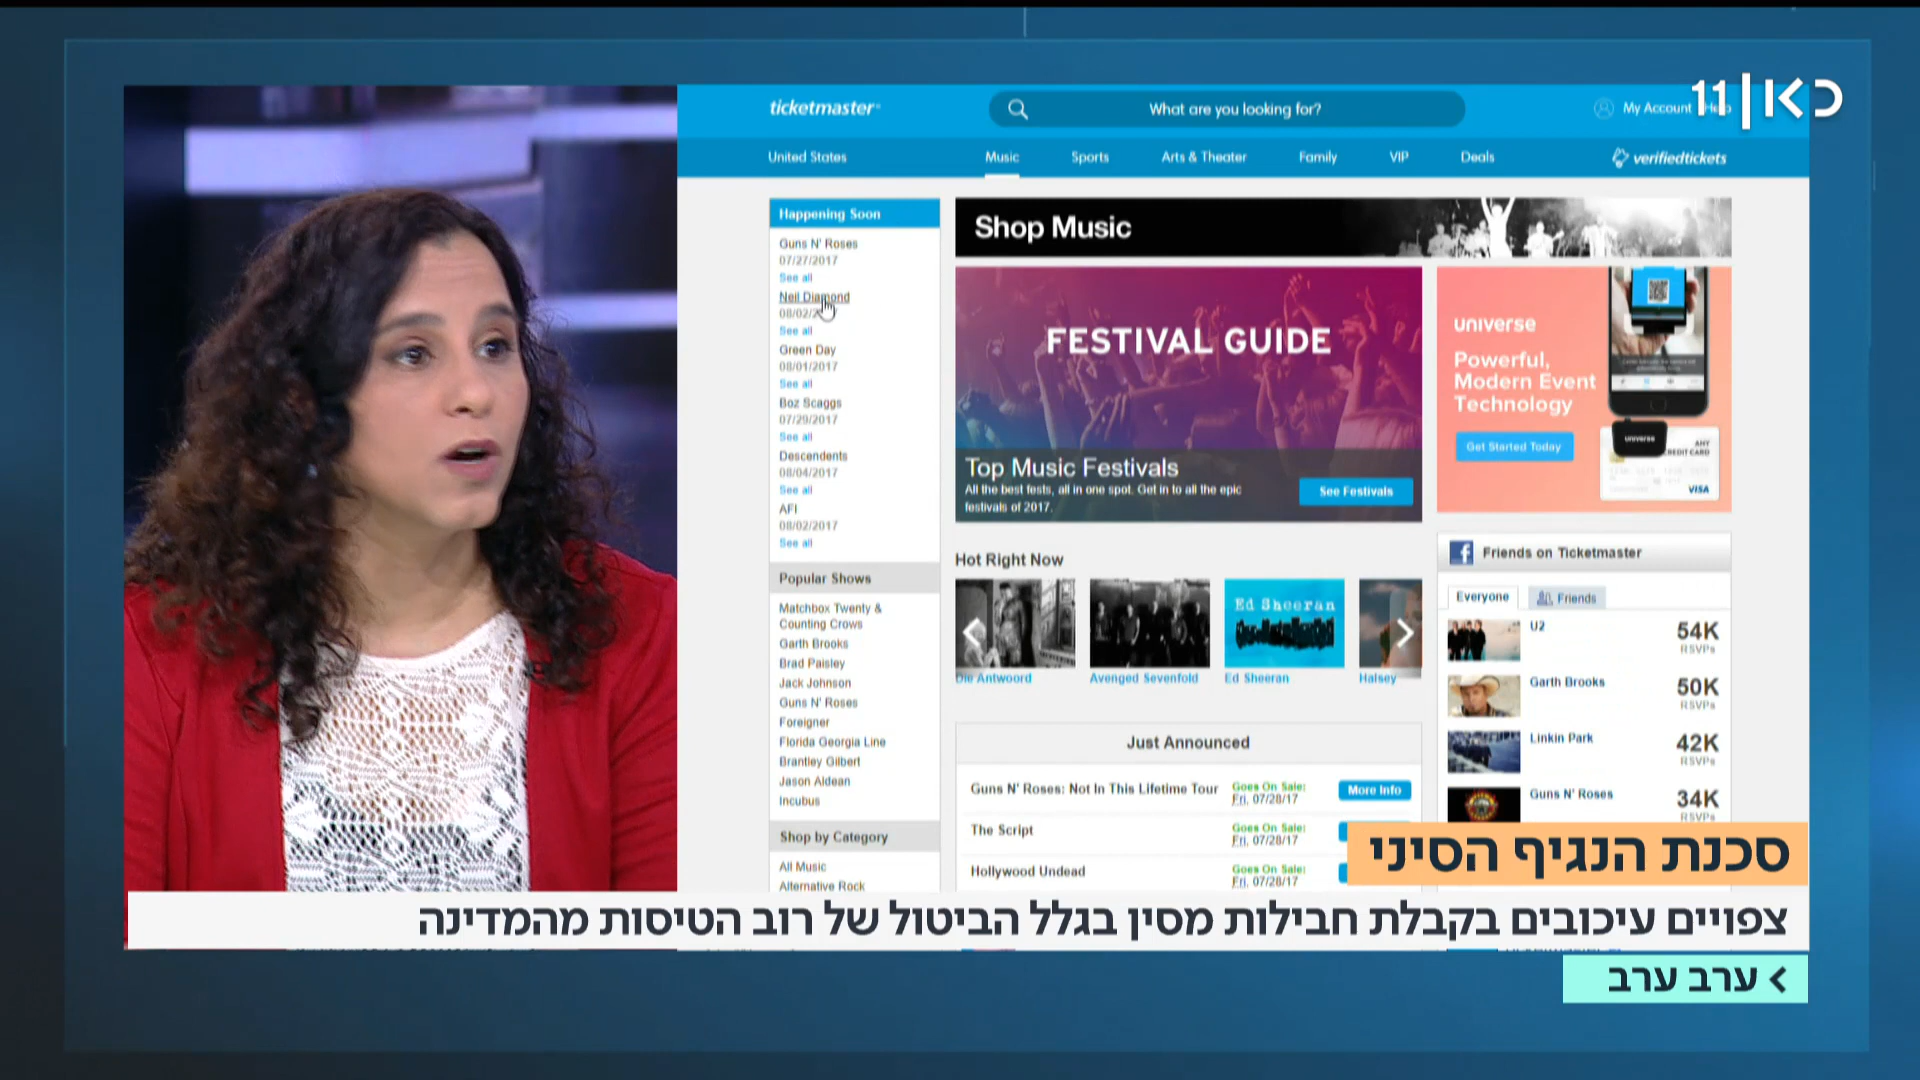 כאן 11
ticketmaster
What are you looking for?
My Account
Help
United States
Music
Sports
Arts & Theater
Family
VIP
Deals
verifiedtickets
Happening Soon
Guns N' Roses
07/27/2017
See all
Neil Diamond
08/02/2
See all
Green Day
08/01/2017
See all
Boz Scaggs
07/29/2017
See all
Descendents
08/04/2017
See all
AFI
08/02/2017
See all
Popular Shows
Matchbox Twenty &
Counting Crows
Garth Brooks
Brad Paisley
Jack Johnson
Guns N' Roses
Foreigner
Florida Georgia Line
Brantley Gilbert
Jason Aldean
Incubus
Shop by Category
All Music
Alternative Rock
Shop Music
FESTIVAL GUIDE
Top Music Festivals
All the best fests, all in one spot. Get in to all the epic
festivals of 2017.
See Festivals
Hot Right Now
Ed Sheeran
Die Antwoord
Avenged Sevenfold
Ed Sheeran
Halsey
Just Announced
Guns N' Roses: Not In This Lifetime Tour
Goes On Sale:
Fri, 07/28/17
More Info
The Script
Goes On Sale:
Fri, 07/28/17
Hollywood Undead
Goes On Sale:
Fri, 07/28/17
universe
Powerful,
Modern Event
Technology
Get Started Today
universe
ANY
CREDIT CARD
VISA
Friends on Ticketmaster
Everyone
Friends
U2
54K
RSVPs
Garth Brooks
50K
RSVPs
Linkin Park
42K
RSVPs
Guns N' Roses
34K
RSVPs
סכנת הנגיף הסיני
צפויים עיכובים בקבלת חבילות מסין בגלל הביטול של רוב הטיסות מהמדינה
ערב ערב